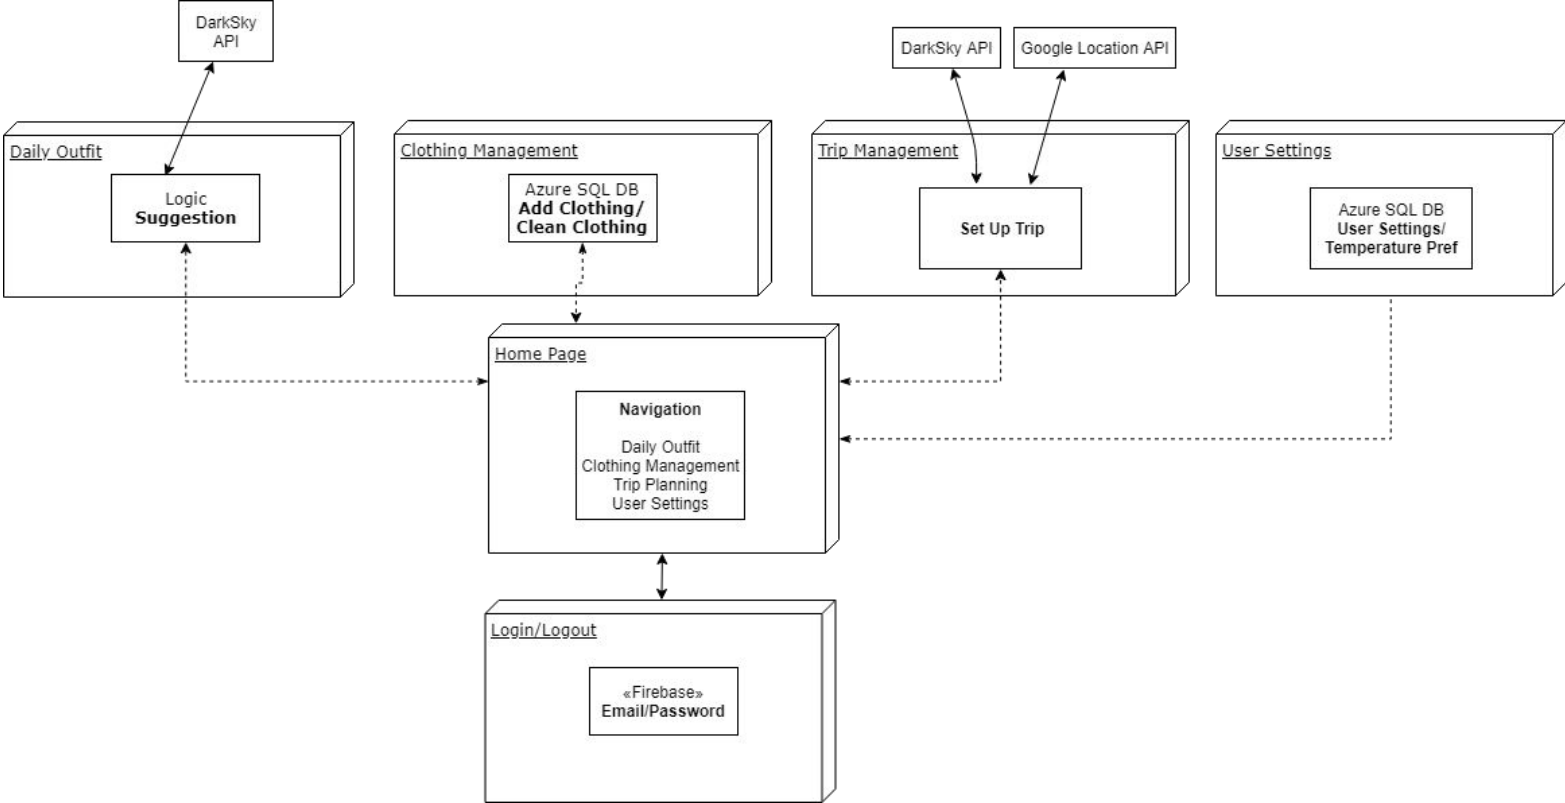 DarkSky
API
DarkSky API
Google Location API
Daily Outfit
Logic
Suggestion
Clothing Management
Azure SQL DB
Add Clothing/
Clean Clothing
Trip Management
Set Up Trip
User Settings
Azure SQL DB
User Settings/
Temperature Pref
Home Page
Navigation
Daily Outfit
Clothing Management
Trip Planning
User Settings
Login/Logout
«Firebase»
Email/Password